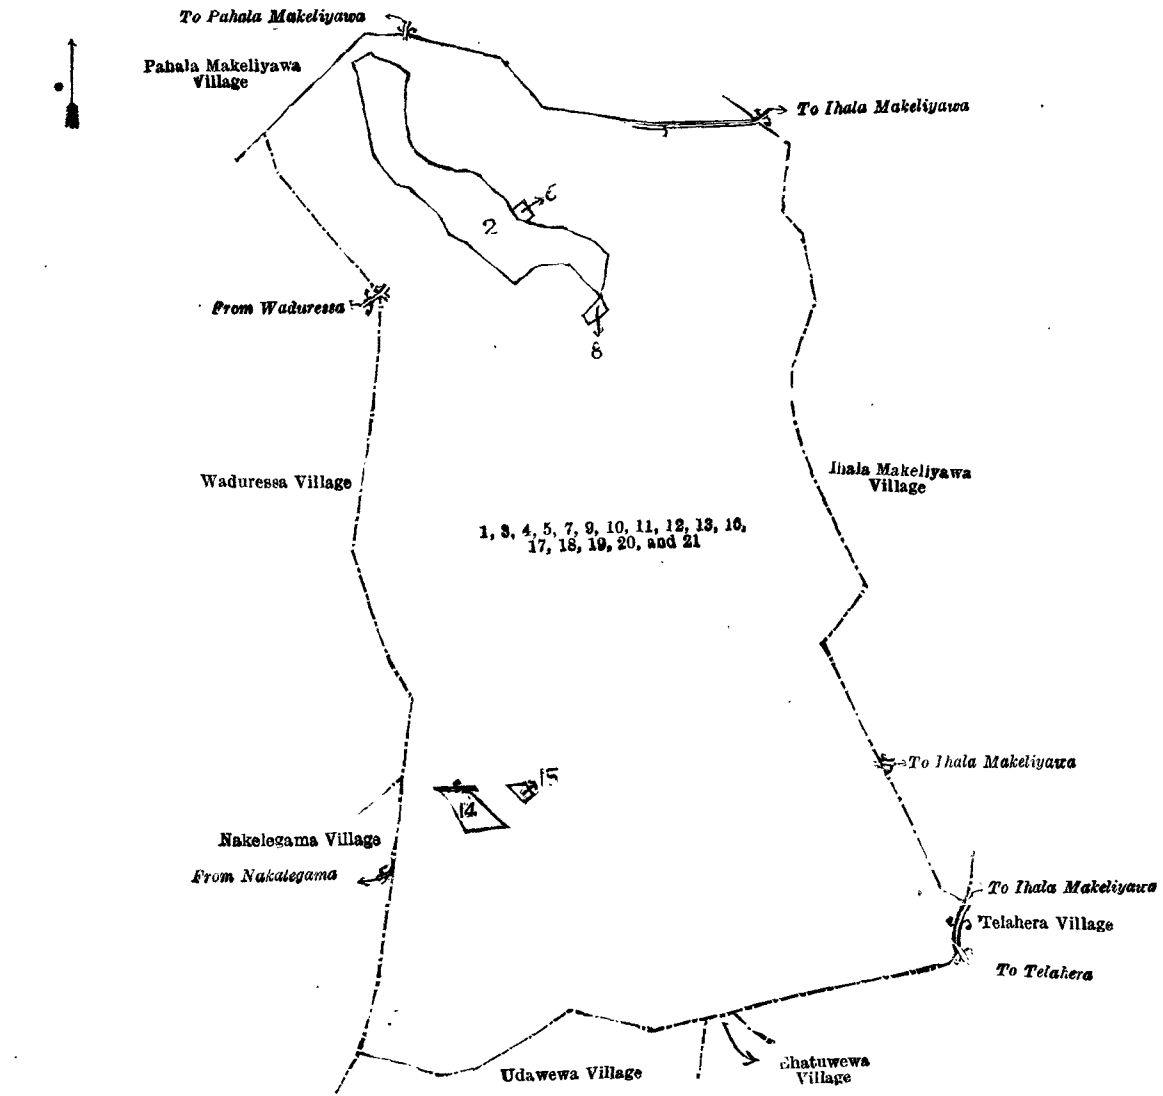 To Pahala Makeliyawa
Pahala Makeliyawa
Village
To Ihala Makeliyawa
6
2
From Waduressa
8
Waduressa Village
Ihala Makeliyawa
Village
1, 3, 4, 5, 7, 9, 10, 11, 12, 13, 16,
17, 18, 19, 20, and 21
To Ihala Makeliyawa
15
14
Nakelegama Village
From Nakalegama
To Ihala Makeliyawa
Telahera Village
To Telahera
Ehatuwewa
Village
Udawewa Village